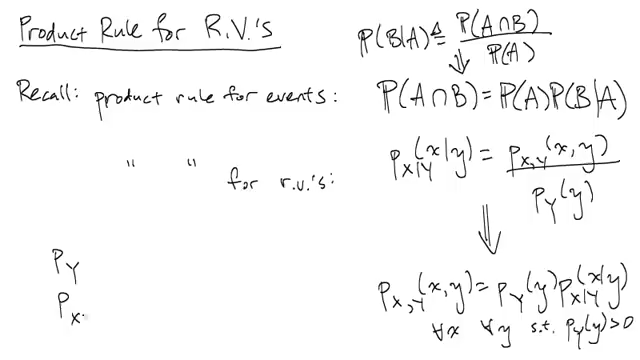 Product Rule for R.V.'s
P(B|A) ≜ P(A∩B) / P(A)
⇓
Recall: product rule for events: P(A∩B) = P(A)P(B|A)
" " for r.v.'s: p_{X|Y}(x|y) = p_{X,Y}(x,y) / p_Y(y)
⇓
p_Y
p_X
p_{X,Y}(x,y) = p_Y(y) p_{X|Y}(x|y)
∀x ∀y s.t. p_Y(y)>0